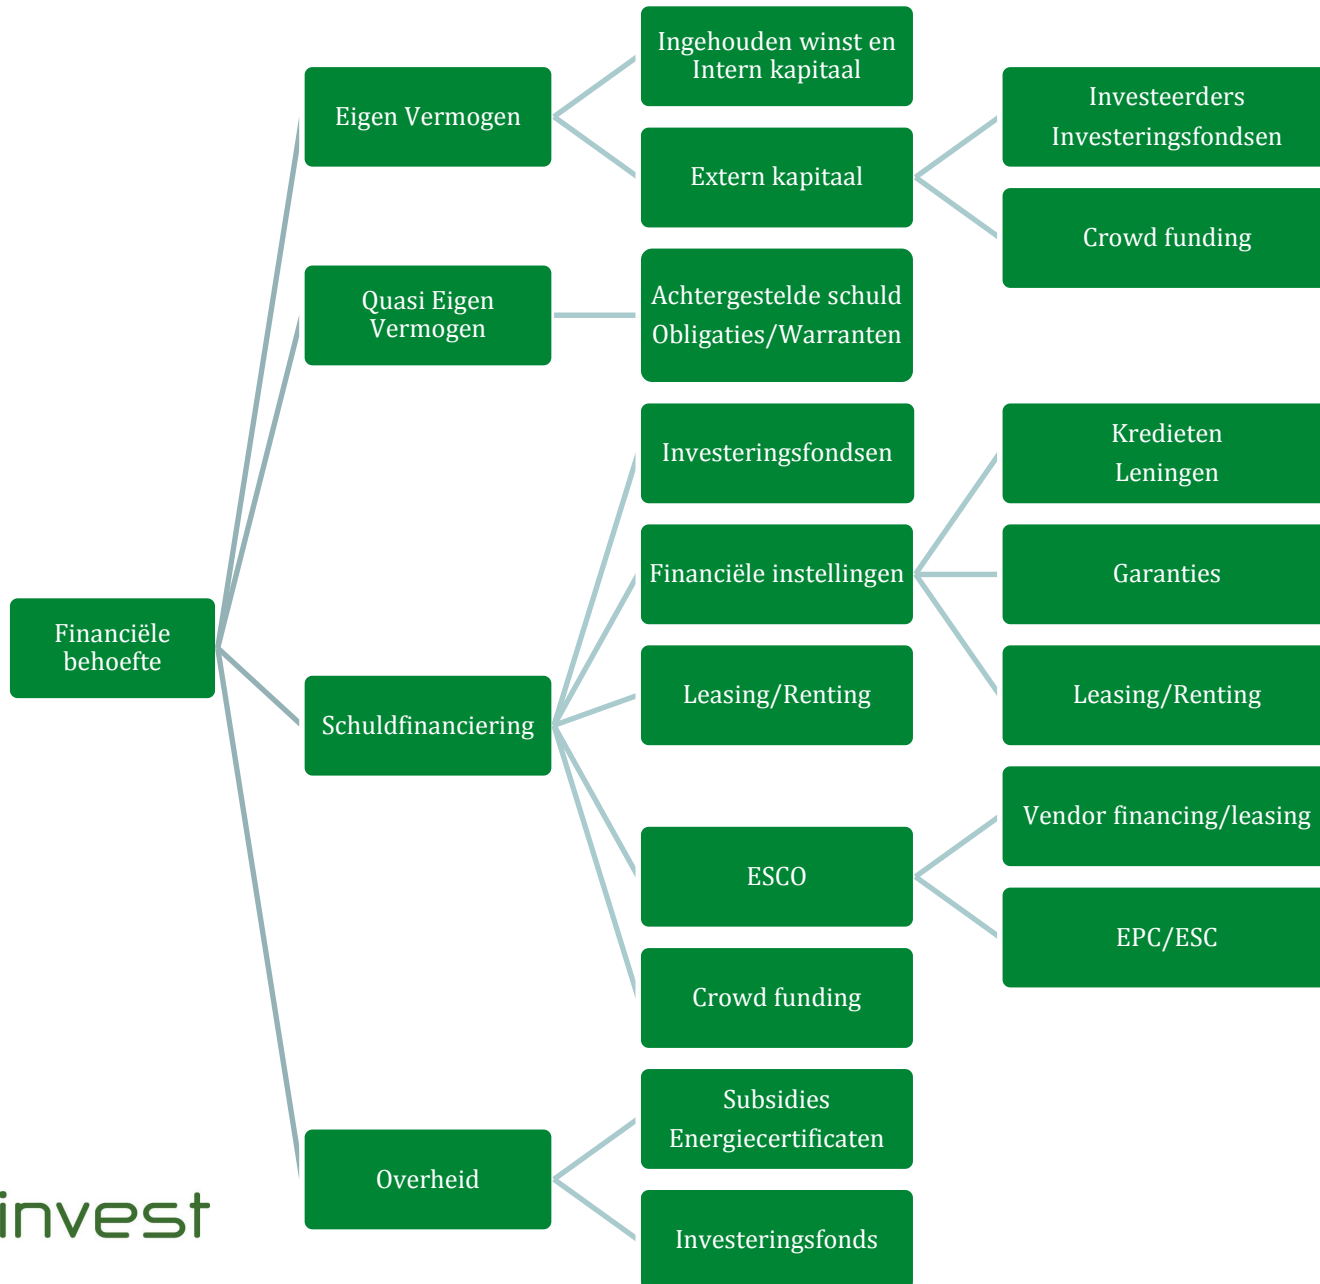 Financiële
behoefte
Eigen Vermogen
Ingehouden winst en
Intern kapitaal
Extern kapitaal
Investeerders
Investeringsfondsen
Crowd funding
Quasi Eigen
Vermogen
Achtergestelde schuld
Obligaties/Warranten
Schuldfinanciering
Investeringsfondsen
Financiële instellingen
Kredieten
Leningen
Garanties
Leasing/Renting
Leasing/Renting
ESCO
Vendor financing/leasing
EPC/ESC
Crowd funding
Overheid
Subsidies
Energiecertificaten
Investeringsfonds
invest